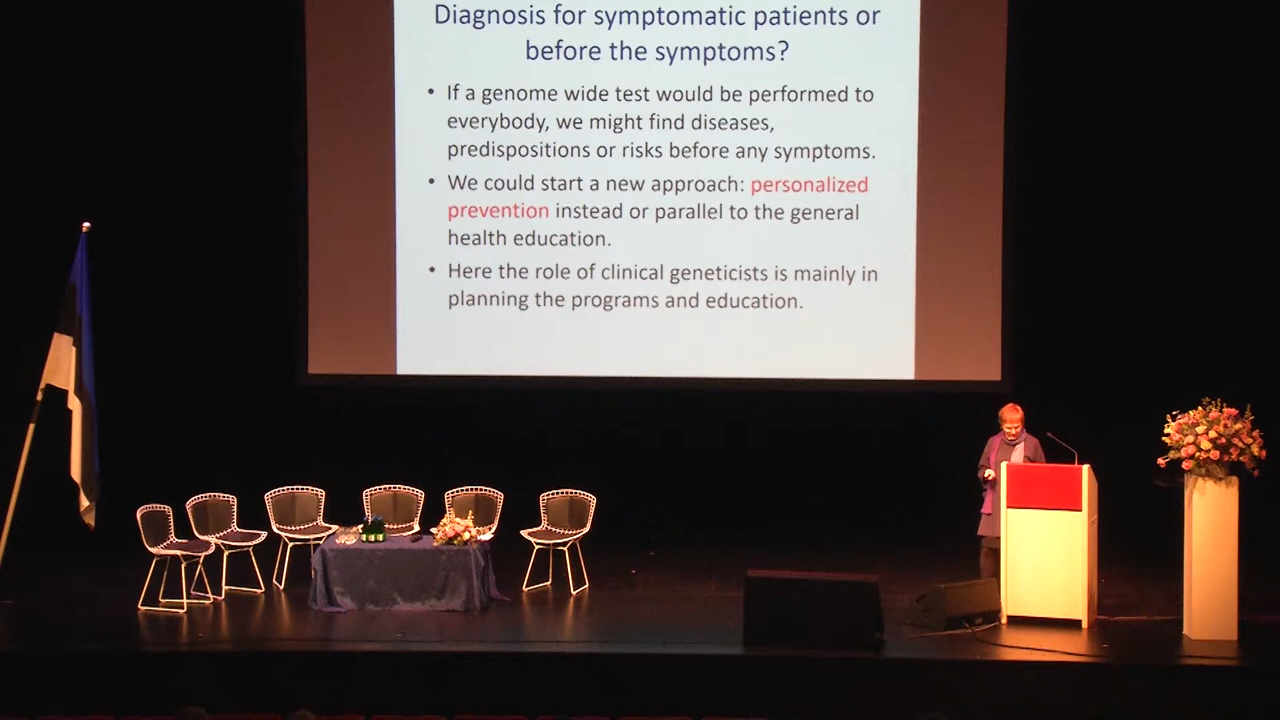 Diagnosis for symptomatic patients or
before the symptoms?
• If a genome wide test would be performed to
everybody, we might find diseases,
predispositions or risks before any symptoms.
• We could start a new approach: personalized
prevention instead or parallel to the general
health education.
• Here the role of clinical geneticists is mainly in
planning the programs and education.